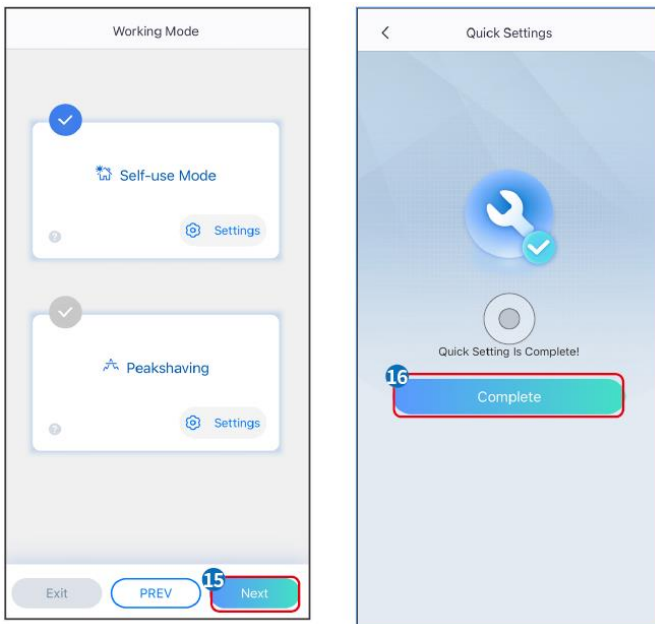 Working Mode
Self-use Mode
Settings
Peakshaving
Settings
Exit
PREV
15
Next
Quick Settings
Quick Setting Is Complete!
16
Complete